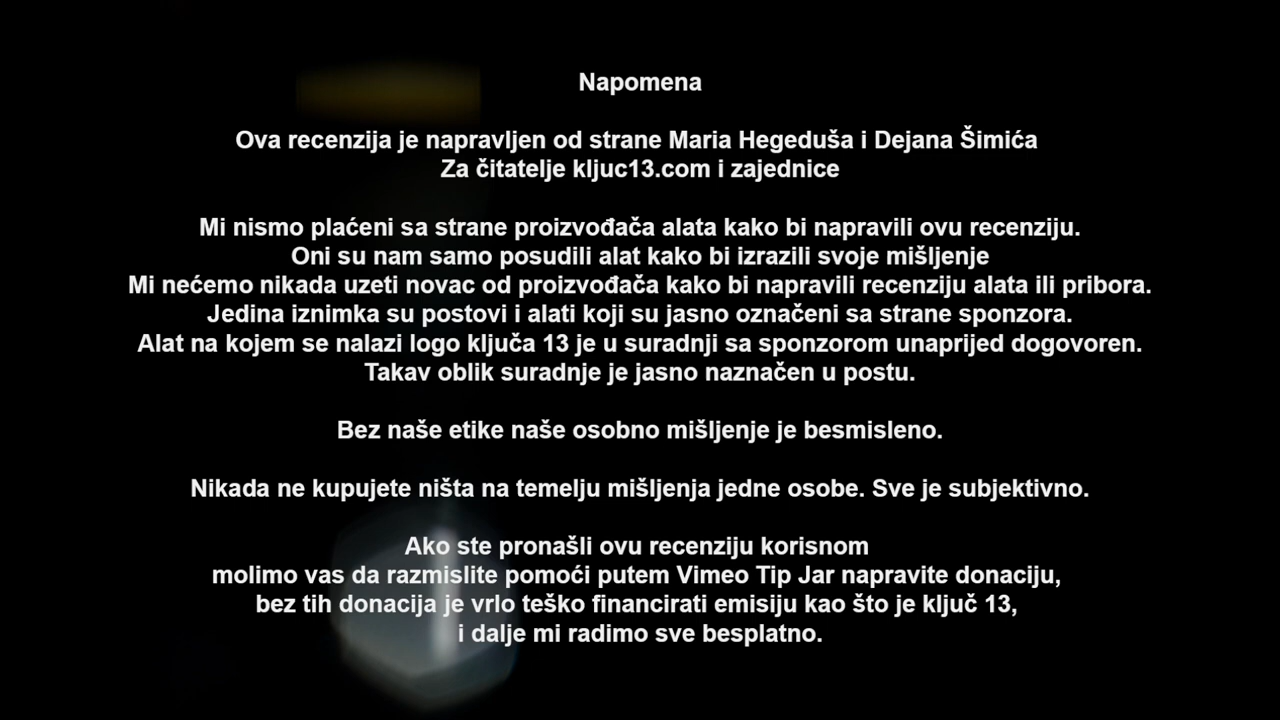 Napomena
Ova recenzija je napravljen od strane Maria Hegeduša i Dejana Šimića
Za čitatelje kljuc13.com i zajednice
Mi nismo plaćeni sa strane proizvođača alata kako bi napravili ovu recenziju.
Oni su nam samo posudili alat kako bi izrazili svoje mišljenje
Mi nećemo nikada uzeti novac od proizvođača kako bi napravili recenziju alata ili pribora.
Jedina iznimka su postovi i alati koji su jasno označeni sa strane sponzora.
Alat na kojem se nalazi logo ključa 13 je u suradnji sa sponzorom unaprijed dogovoren.
Takav oblik suradnje je jasno naznačen u postu.
Bez naše etike naše osobno mišljenje je besmisleno.
Nikada ne kupujete ništa na temelju mišljenja jedne osobe. Sve je subjektivno.
Ako ste pronašli ovu recenziju korisnom
molimo vas da razmislite pomoći putem Vimeo Tip Jar napravite donaciju,
bez tih donacija je vrlo teško financirati emisiju kao što je ključ 13,
i dalje mi radimo sve besplatno.